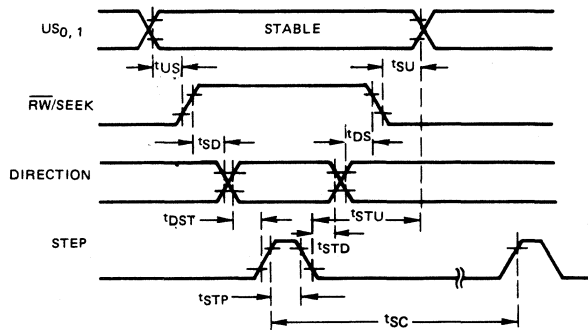 US0, 1
STABLE
tUS
tSU
RW/SEEK
tSD
tDS
DIRECTION
tDST
tSTU
tSTD
STEP
tSTP
tSC